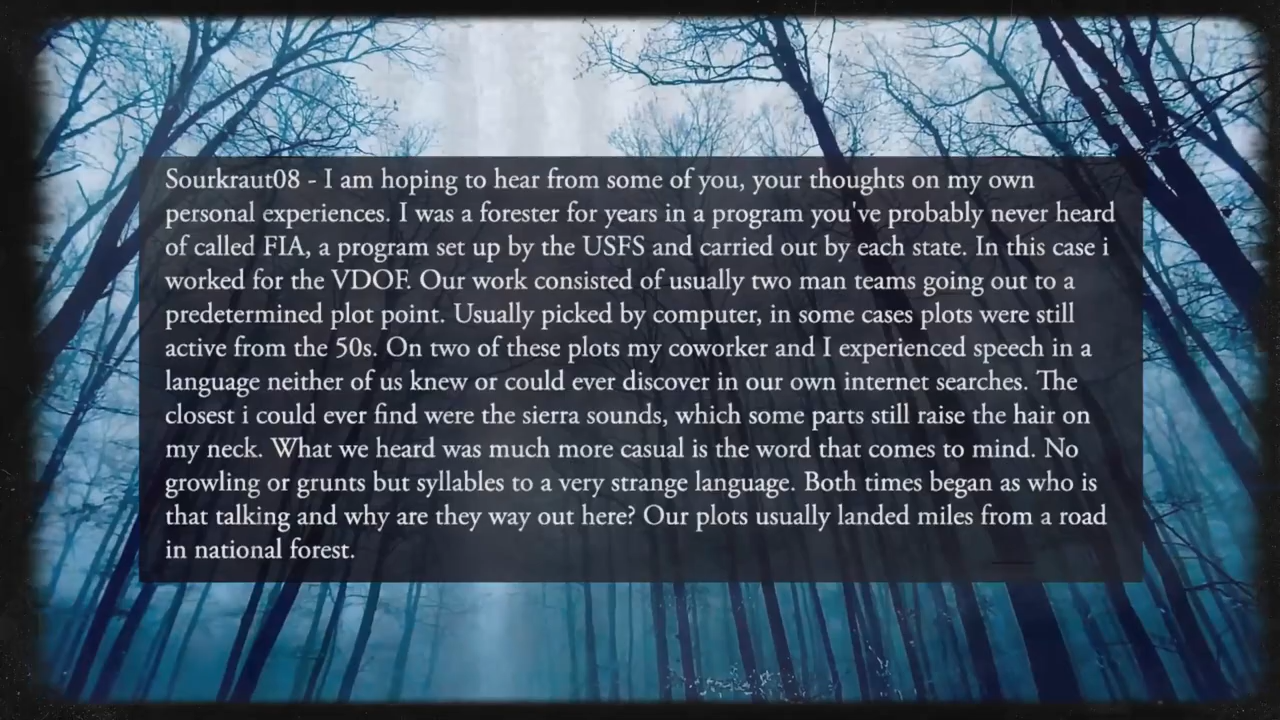 Sourkraut08 - I am hoping to hear from some of you, your thoughts on my own
personal experiences. I was a forester for years in a program you've probably never heard
of called FIA, a program set up by the USFS and carried out by each state. In this case i
worked for the VDOF. Our work consisted of usually two man teams going out to a
predetermined plot point. Usually picked by computer, in some cases plots were still
active from the 50s. On two of these plots my coworker and I experienced speech in a
language neither of us knew or could ever discover in our own internet searches. The
closest i could ever find were the sierra sounds, which some parts still raise the hair on
my neck. What we heard was much more casual is the word that comes to mind. No
growling or grunts but syllables to a very strange language. Both times began as who is
that talking and why are they way out here? Our plots usually landed miles from a road
in national forest.